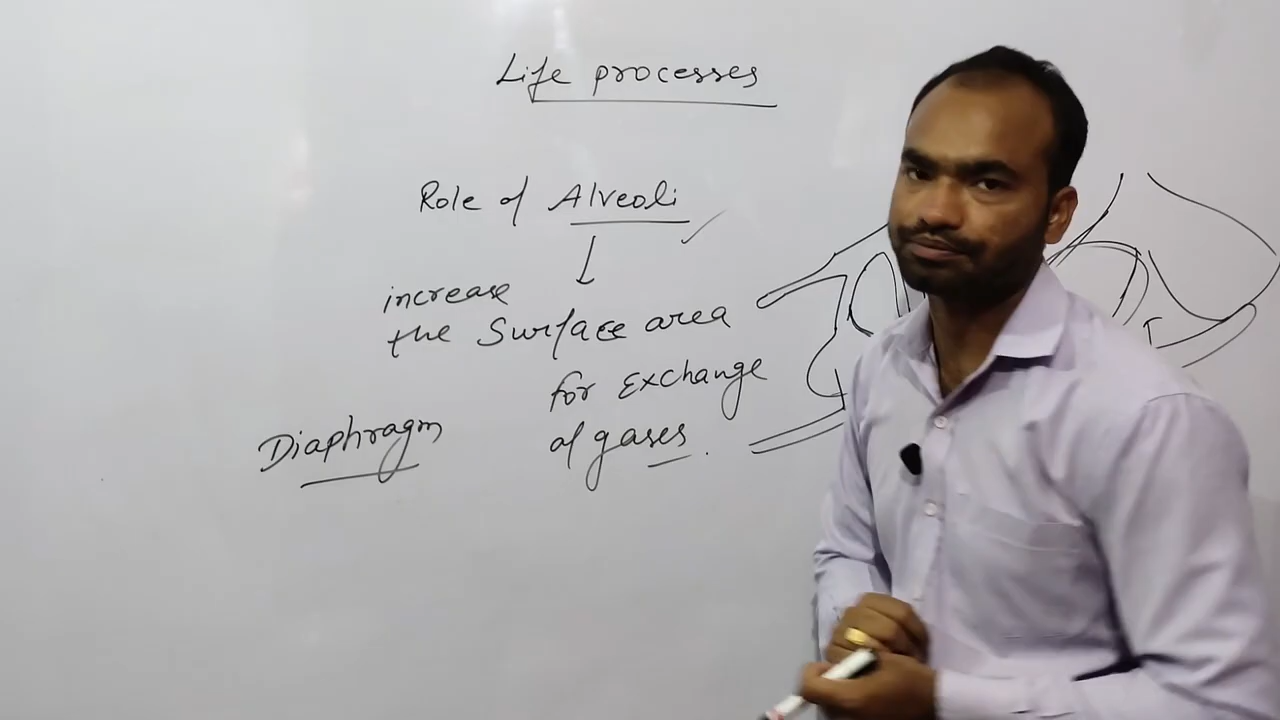 Life processes
Role of Alveoli
increase
the Surface area
for Exchange
of gases.
Diaphragm